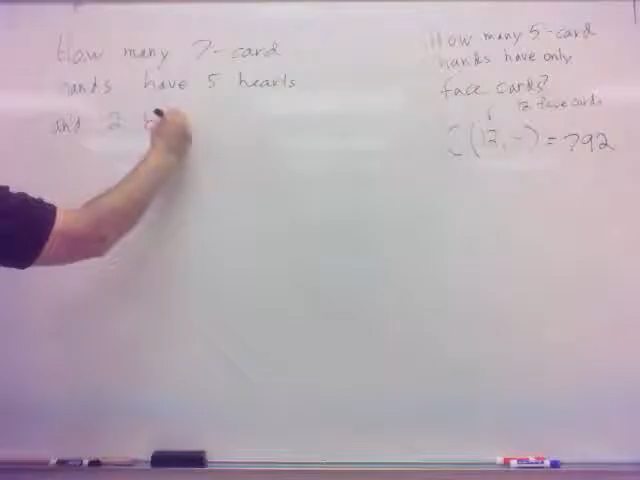 How many 7-card
hands have 5 hearts
and 2
How many 5-card
hands have only
face cards?
12 face cards
C(12, -) = 792